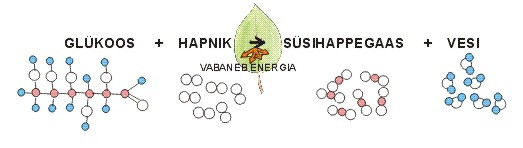 GLÜKOOS + HAPNIK → SÜSIHAPPEGAAS + VESI
VABANEB ENERGIA